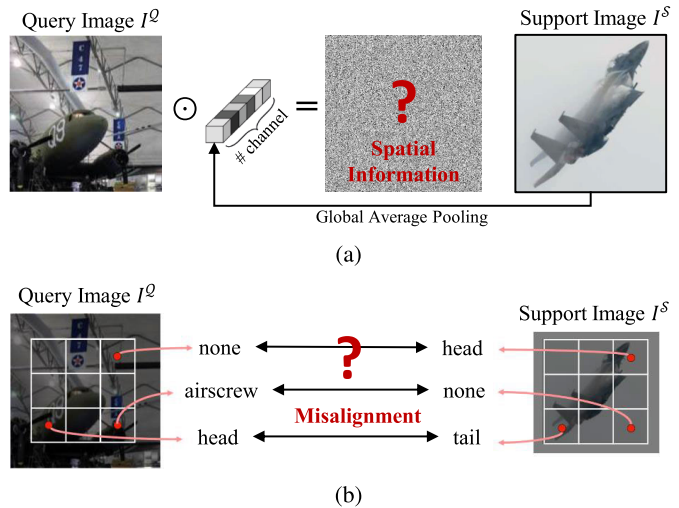 Query Image I^Q
Support Image I^S
C
47
⊙
# channel
=
?
Spatial
Information
Global Average Pooling
(a)
Query Image I^Q
Support Image I^S
none
?
head
airscrew
none
Misalignment
head
tail
(b)